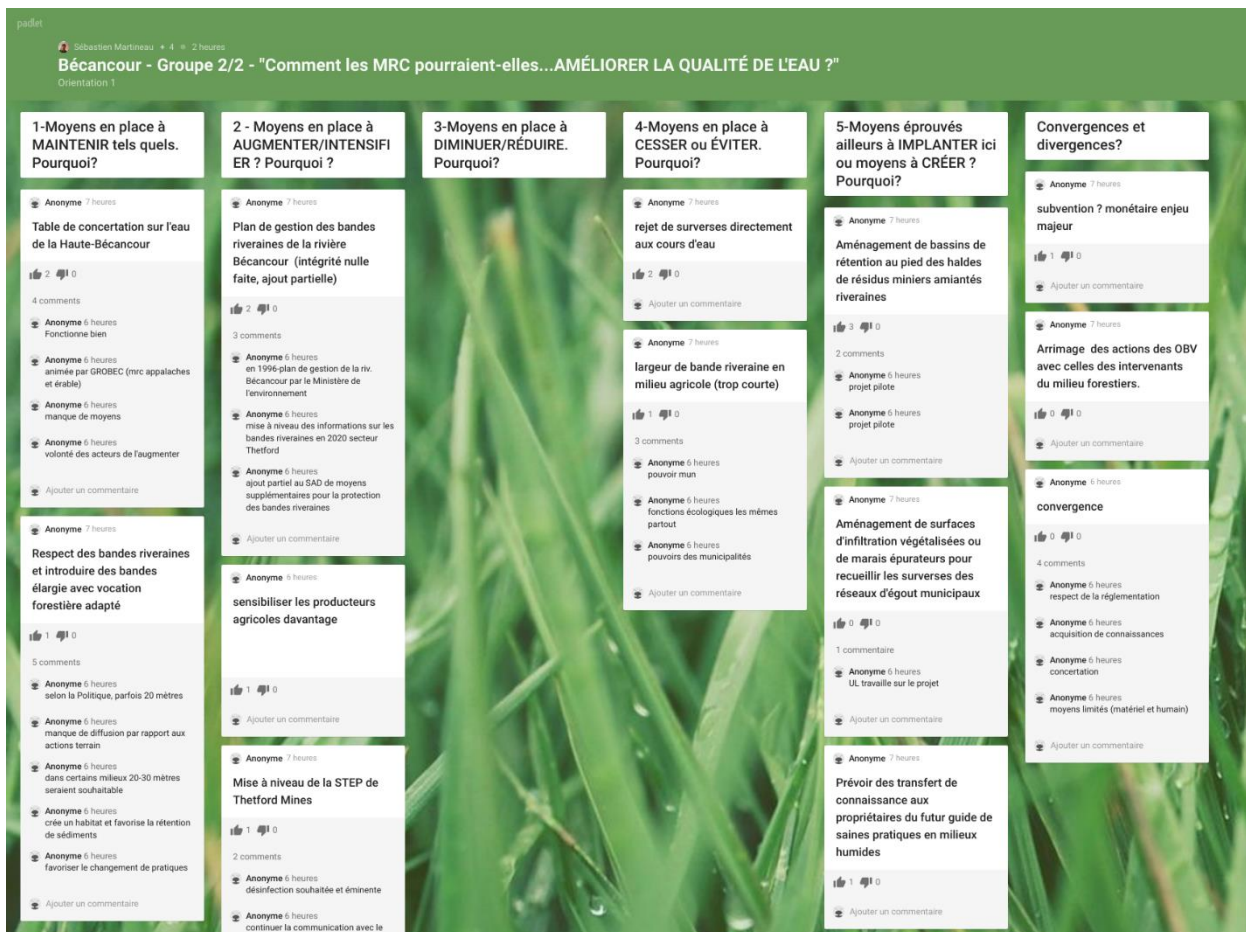 padlet
Sébastien Martineau + 4 = 2 heures
Bécancour - Groupe 2/2 - "Comment les MRC pourraient-elles...AMÉLIORER LA QUALITÉ DE L'EAU ?"
Orientation 1
1-Moyens en place à
MAINTENIR tels quels.
Pourquoi?
Anonyme 7 heures
Table de concertation sur l'eau
de la Haute-Bécancour
2 0
4 comments
Anonyme 6 heures
Fonctionne bien
Anonyme 6 heures
animée par GROBEC (mrc appalaches
et érable)
Anonyme 6 heures
manque de moyens
Anonyme 6 heures
volonté des acteurs de l'augmenter
Ajouter un commentaire
Anonyme 7 heures
Respect des bandes riveraines
et introduire des bandes
élargie avec vocation
forestière adapté
1 0
5 comments
Anonyme 6 heures
selon la Politique, parfois 20 mètres
Anonyme 6 heures
manque de diffusion par rapport aux
actions terrain
Anonyme 6 heures
dans certains milieux 20-30 mètres
seraient souhaitable
Anonyme 6 heures
crée un habitat et favorise la rétention
de sédiments
Anonyme 6 heures
favoriser le changement de pratiques
Ajouter un commentaire
2 - Moyens en place à
AUGMENTER/INTENSIFI
ER ? Pourquoi ?
Anonyme 7 heures
Plan de gestion des bandes
riveraines de la rivière
Bécancour (intégrité nulle
faite, ajout partielle)
2 0
3 comments
Anonyme 6 heures
en 1996-plan de gestion de la riv.
Bécancour par le Ministère de
l'environnement
Anonyme 6 heures
mise à niveau des informations sur les
bandes riveraines en 2020 secteur
Thetford
Anonyme 6 heures
ajout partiel au SAD de moyens
supplémentaires pour la protection
des bandes riveraines
Ajouter un commentaire
Anonyme 6 heures
sensibiliser les producteurs
agricoles davantage
1 0
Ajouter un commentaire
Anonyme 7 heures
Mise à niveau de la STEP de
Thetford Mines
1 0
2 comments
Anonyme 6 heures
désinfection souhaitée et éminente
Anonyme 6 heures
continuer la communication avec le
3-Moyens en place à
DIMINUER/RÉDUIRE.
Pourquoi?
4-Moyens en place à
CESSER ou ÉVITER.
Pourquoi?
Anonyme 7 heures
rejet de surverses directement
aux cours d'eau
2 0
Ajouter un commentaire
Anonyme 7 heures
largeur de bande riveraine en
milieu agricole (trop courte)
1 0
3 comments
Anonyme 6 heures
pouvoir mun
Anonyme 6 heures
fonctions écologiques les mêmes
partout
Anonyme 6 heures
pouvoirs des municipalités
Ajouter un commentaire
5-Moyens éprouvés
ailleurs à IMPLANTER ici
ou moyens à CRÉER ?
Pourquoi?
Anonyme 7 heures
Aménagement de bassins de
rétention au pied des haldes
de résidus miniers amiantés
riveraines
3 0
2 comments
Anonyme 6 heures
projet pilote
Anonyme 6 heures
projet pilote
Ajouter un commentaire
Anonyme 7 heures
Aménagement de surfaces
d'infiltration végétalisées ou
de marais épurateurs pour
recueillir les surverses des
réseaux d'égout municipaux
0 0
1 commentaire
Anonyme 6 heures
UL travaille sur le projet
Ajouter un commentaire
Anonyme 7 heures
Prévoir des transfert de
connaissance aux
propriétaires du futur guide de
saines pratiques en milieux
humides
1 0
Ajouter un commentaire
Convergences et
divergences?
Anonyme 7 heures
subvention ? monétaire enjeu
majeur
1 0
Ajouter un commentaire
Anonyme 7 heures
Arrimage des actions des OBV
avec celles des intervenants
du milieu forestiers.
0 0
Ajouter un commentaire
Anonyme 6 heures
convergence
0 0
4 comments
Anonyme 6 heures
respect de la réglementation
Anonyme 6 heures
acquisition de connaissances
Anonyme 6 heures
concertation
Anonyme 6 heures
moyens limités (matériel et humain)
Ajouter un commentaire